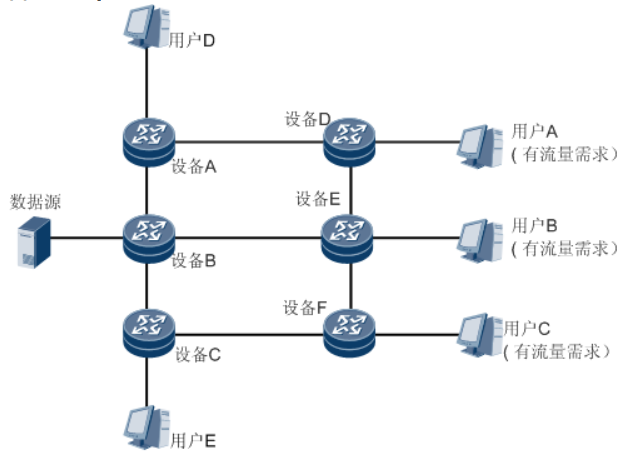 用户D
设备D
用户A
(有流量需求）
设备A
设备E
数据源
用户B
(有流量需求）
设备B
设备F
用户C
(有流量需求）
设备C
用户E